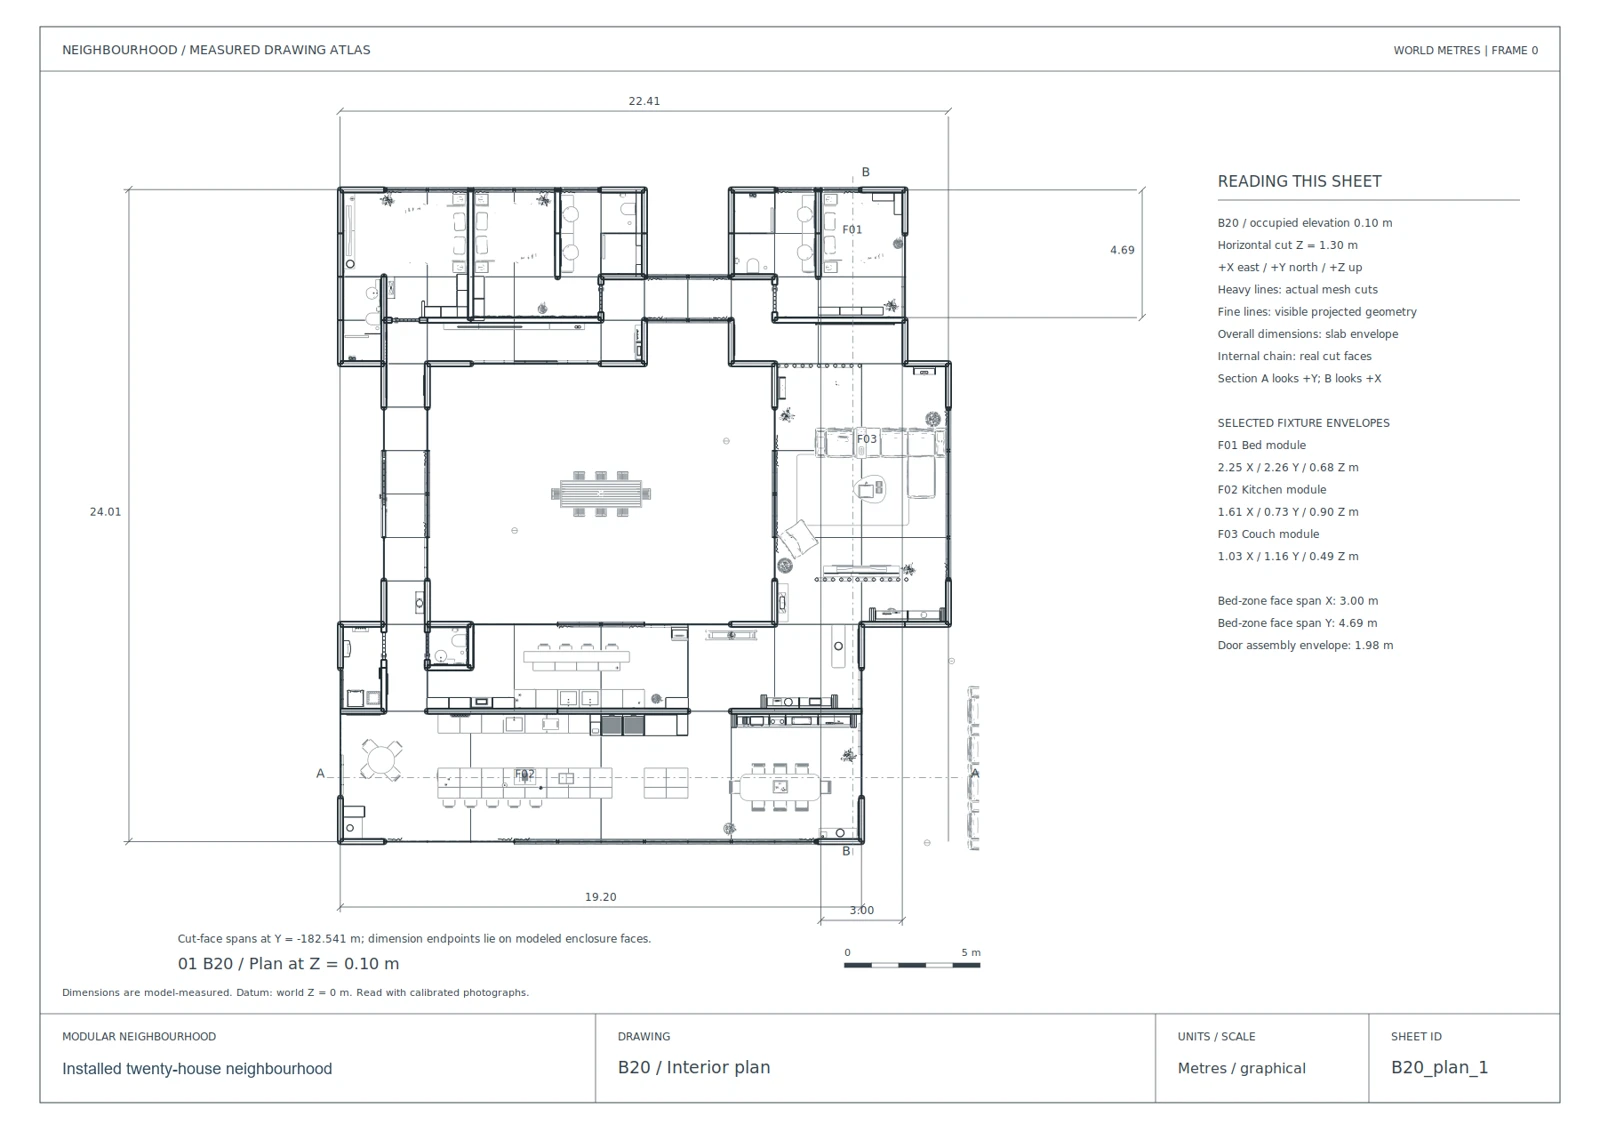 NEIGHBOURHOOD / MEASURED DRAWING ATLAS
WORLD METRES | FRAME 0
22.41
B
READING THIS SHEET
B20 / occupied elevation 0.10 m
Horizontal cut Z = 1.30 m
+X east / +Y north / +Z up
Heavy lines: actual mesh cuts
Fine lines: visible projected geometry
Overall dimensions: slab envelope
Internal chain: real cut faces
Section A looks +Y; B looks +X
SELECTED FIXTURE ENVELOPES
F01 Bed module
2.25 X / 2.26 Y / 0.68 Z m
F02 Kitchen module
1.61 X / 0.73 Y / 0.90 Z m
F03 Couch module
1.03 X / 1.16 Y / 0.49 Z m
Bed-zone face span X: 3.00 m
Bed-zone face span Y: 4.69 m
Door assembly envelope: 1.98 m
F01
4.69
F03
24.01
A
F02
A
B
19.20
3.00
Cut-face spans at Y = -182.541 m; dimension endpoints lie on modeled enclosure faces.
01 B20 / Plan at Z = 0.10 m
0
5 m
Dimensions are model-measured. Datum: world Z = 0 m. Read with calibrated photographs.
MODULAR NEIGHBOURHOOD
Installed twenty-house neighbourhood
DRAWING
B20 / Interior plan
UNITS / SCALE
Metres / graphical
SHEET ID
B20_plan_1